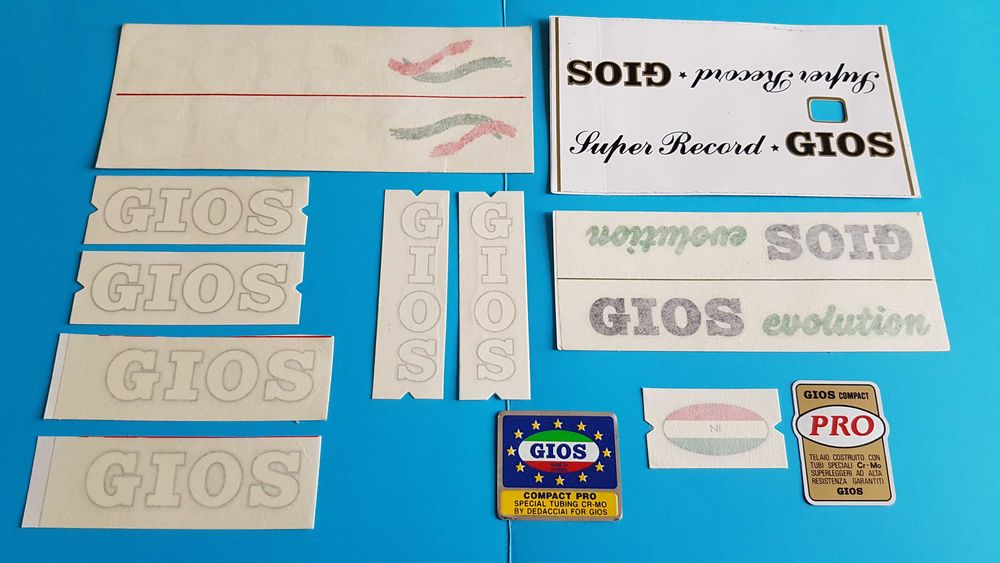 GIOS ⋆ Super Record
Super Record ⋆ GIOS
GIOS
GIOS
GIOS
GIOS
GIOS
GIOS
GIOS evolution
GIOS evolution
GIOS
COMPACT PRO
SPECIAL TUBING CR-MO
BY DEDACCIAI FOR GIOS
IN
GIOS COMPACT
PRO
TELAIO COSTRUITO CON
TUBI SPECIALI Cr-Mo
SUPERLEGGERI AD ALTA
RESISTENZA GARANTITI
GIOS